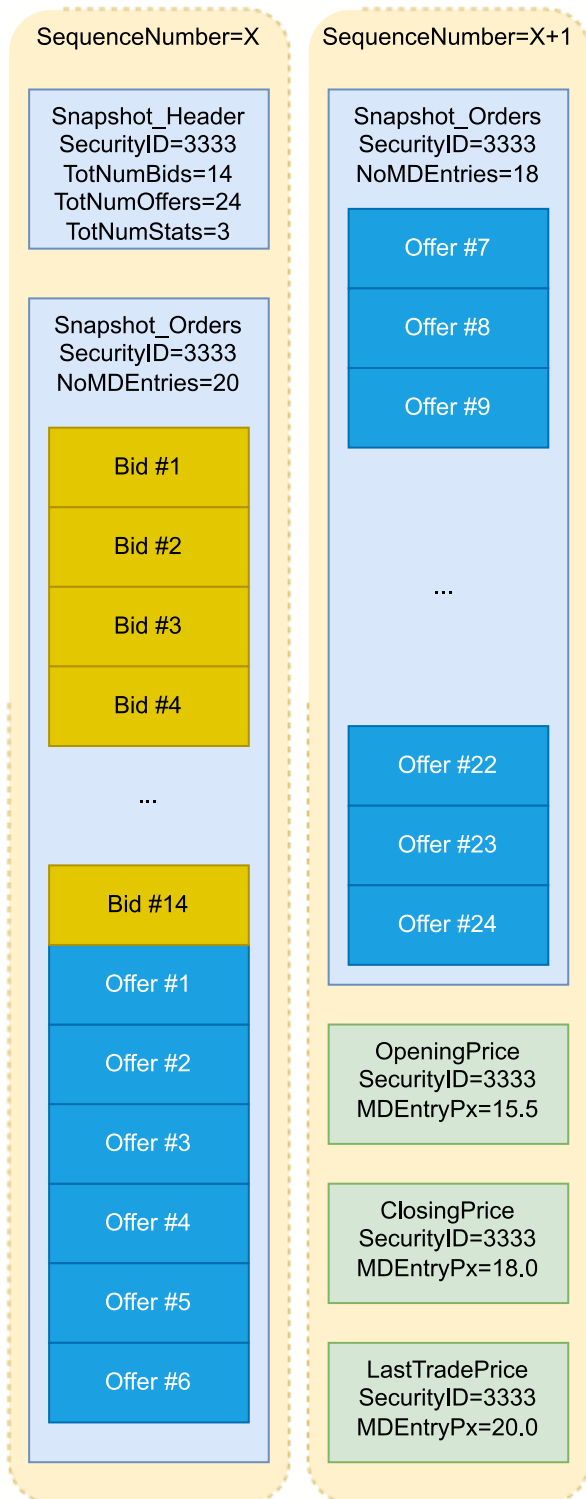 SequenceNumber=X
Snapshot_Header
SecurityID=3333
TotNumBids=14
TotNumOffers=24
TotNumStats=3
Snapshot_Orders
SecurityID=3333
NoMDEntries=20
Bid #1
Bid #2
Bid #3
Bid #4
...
Bid #14
Offer #1
Offer #2
Offer #3
Offer #4
Offer #5
Offer #6
SequenceNumber=X+1
Snapshot_Orders
SecurityID=3333
NoMDEntries=18
Offer #7
Offer #8
Offer #9
...
Offer #22
Offer #23
Offer #24
OpeningPrice
SecurityID=3333
MDEntryPx=15.5
ClosingPrice
SecurityID=3333
MDEntryPx=18.0
LastTradePrice
SecurityID=3333
MDEntryPx=20.0